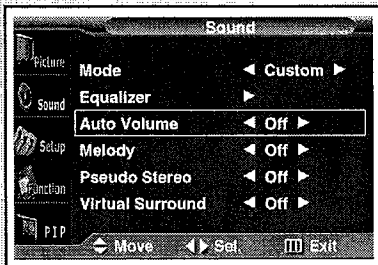 Sound
Picture
Mode ◀ Custom ▶
Sound
Equalizer ▶
Auto Volume ◀ Off ▶
Setup
Melody ◀ Off ▶
Function
Pseudo Stereo ◀ Off ▶
Virtual Surround ◀ Off ▶
PIP
Move Sel. Exit